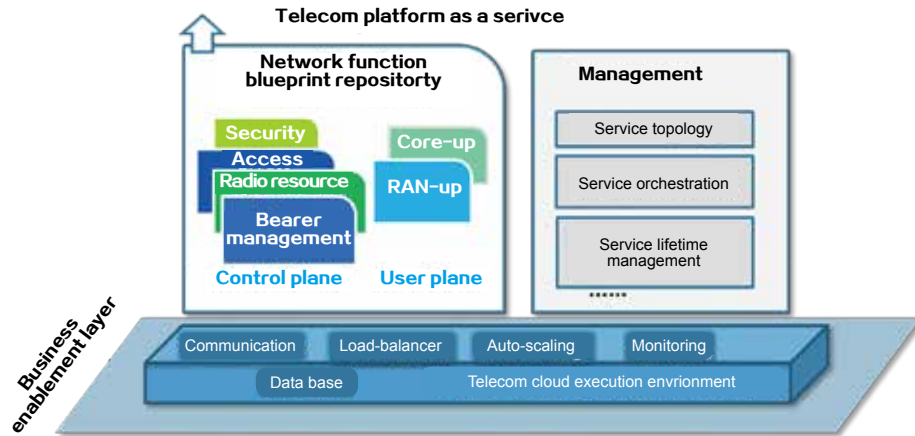 Telecom platform as a serivce
Network function
blueprint repositorty
Security
Access
Radio resource
Bearer
management
Core-up
RAN-up
Control plane
User plane
Management
Service topology
Service orchestration
Service lifetime
management
......
Business
enablement layer
Communication
Load-balancer
Auto-scaling
Monitoring
Data base
Telecom cloud execution envrionment